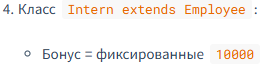 4. Класс Intern extends Employee :
Бонус = фиксированные 10000